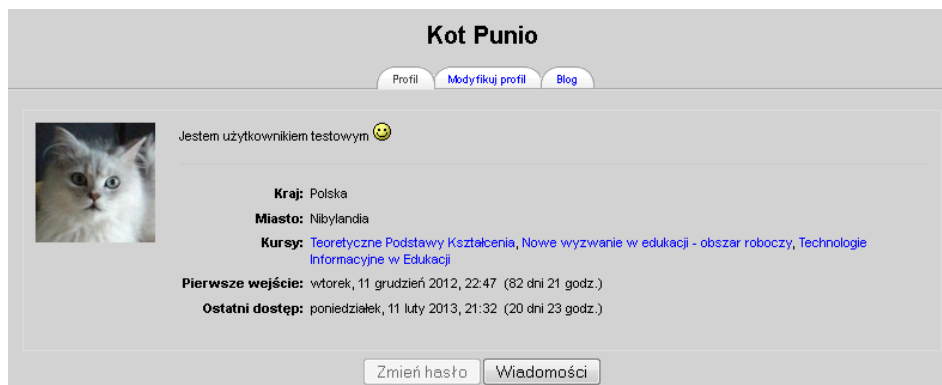 Kot Punio
Profil Modyfikuj profil Blog
Jestem użytkownikiem testowym
Kraj: Polska
Miasto: Nibylandia
Kursy: Teoretyczne Podstawy Kształcenia, Nowe wyzwanie w edukacji - obszar roboczy, Technologie
Informacyjne w Edukacji
Pierwsze wejście: wtorek, 11 grudzień 2012, 22:47 (82 dni 21 godz.)
Ostatni dostęp: poniedziałek, 11 luty 2013, 21:32 (20 dni 23 godz.)
Zmień hasło Wiadomości